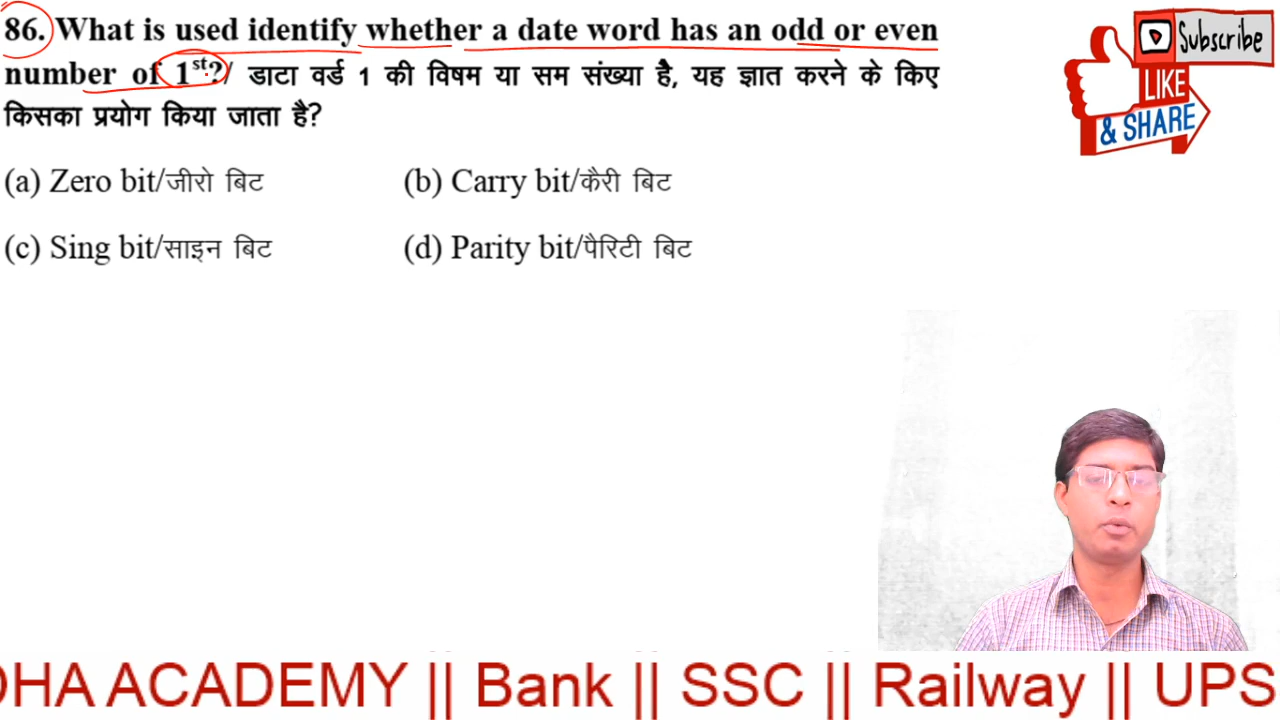 86. What is used identify whether a date word has an odd or even
number of 1st?/ डाटा वर्ड 1 की विषम या सम संख्या है, यह ज्ञात करने के किए
किसका प्रयोग किया जाता है?
(a) Zero bit/जीरो बिट (b) Carry bit/कैरी बिट
(c) Sing bit/साइन बिट (d) Parity bit/पैरिटी बिट
Subscribe
LIKE
& SHARE
DHA ACADEMY || Bank || SSC || Railway || UPS